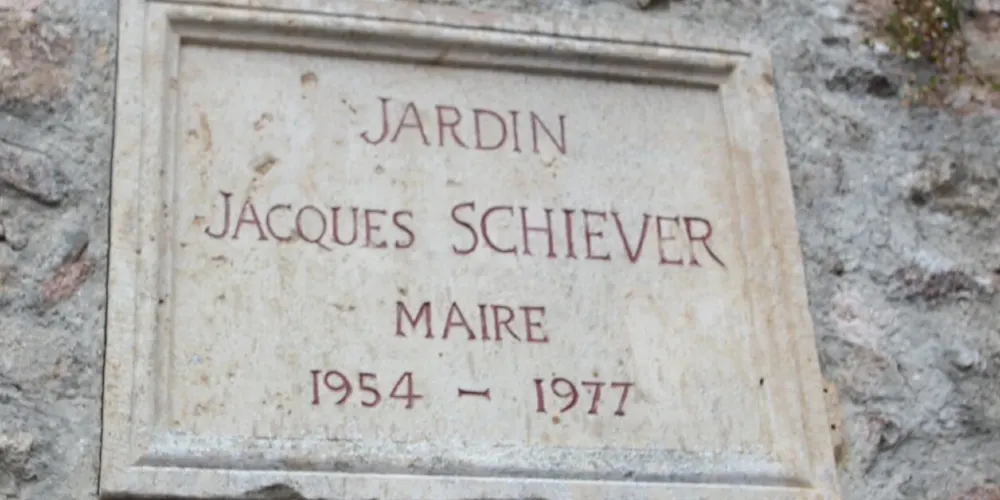 JARDIN
JACQUES SCHIEVER
MAIRE
1954 - 1977